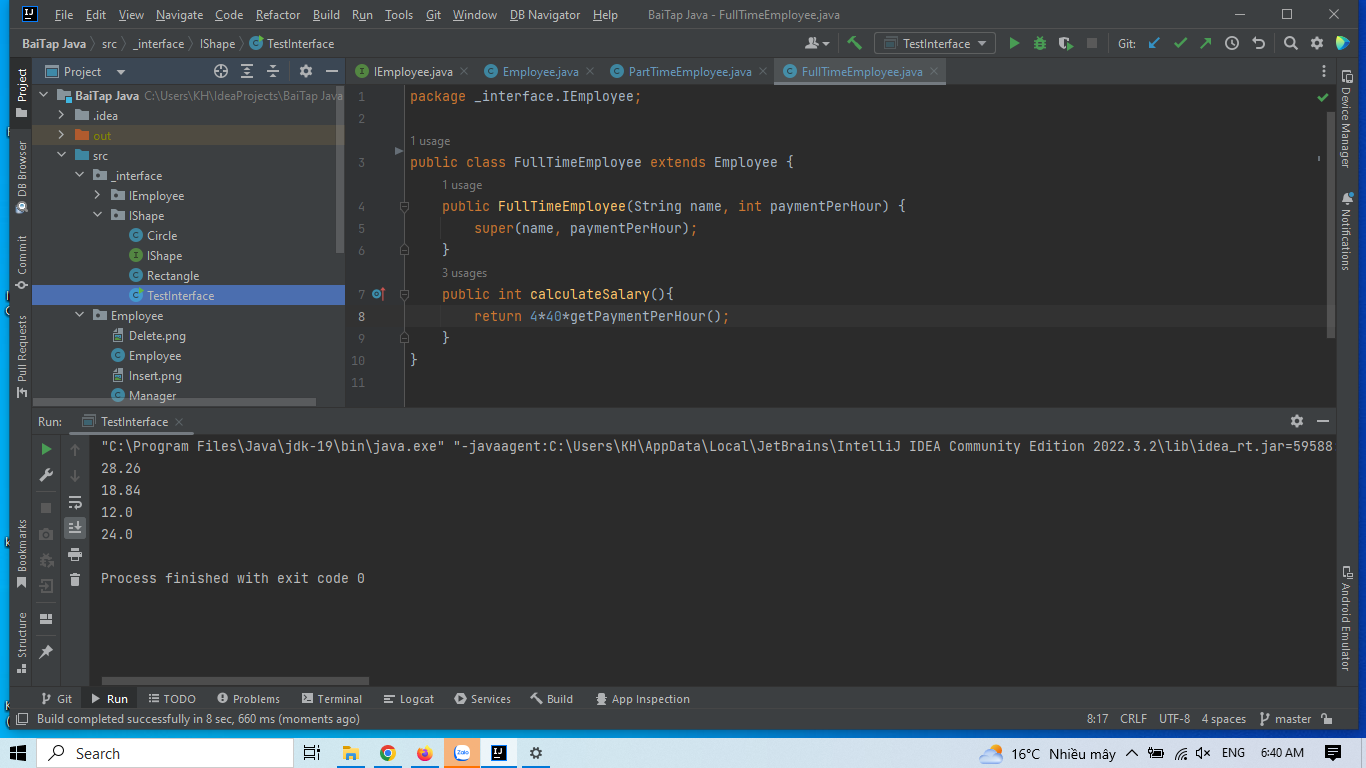 File Edit View Navigate Code Refactor Build Run Tools Git Window DB Navigator Help BaiTap Java - FullTimeEmployee.java
BaiTap Java src _interface IShape TestInterface TestInterface Git:
Project
IEmployee.java Employee.java PartTimeEmployee.java FullTimeEmployee.java
BaiTap Java C:\Users\KH\IdeaProjects\BaiTap Java
.idea
out
src
_interface
IEmployee
IShape
Circle
IShape
Rectangle
TestInterface
Employee
Delete.png
Employee
Insert.png
Manager
1 package _interface.IEmployee;
2
1 usage
3 public class FullTimeEmployee extends Employee {
1 usage
4 public FullTimeEmployee(String name, int paymentPerHour) {
5 super(name, paymentPerHour);
6 }
3 usages
7 public int calculateSalary(){
8 return 4*40*getPaymentPerHour();
9 }
10 }
11
Project
DB Browser
Commit
Pull Requests
Bookmarks
Structure
Device Manager
Notifications
Android Emulator
Run: TestInterface
"C:\Program Files\Java\jdk-19\bin\java.exe" "-javaagent:C:\Users\KH\AppData\Local\JetBrains\IntelliJ IDEA Community Edition 2022.3.2\lib\idea_rt.jar=59588
28.26
18.84
12.0
24.0
Process finished with exit code 0
Git Run TODO Problems Terminal Logcat Services Build App Inspection
Build completed successfully in 8 sec, 660 ms (moments ago) 8:17 CRLF UTF-8 4 spaces master
Search Zalo 16°C Nhiều mây ENG 6:40 AM